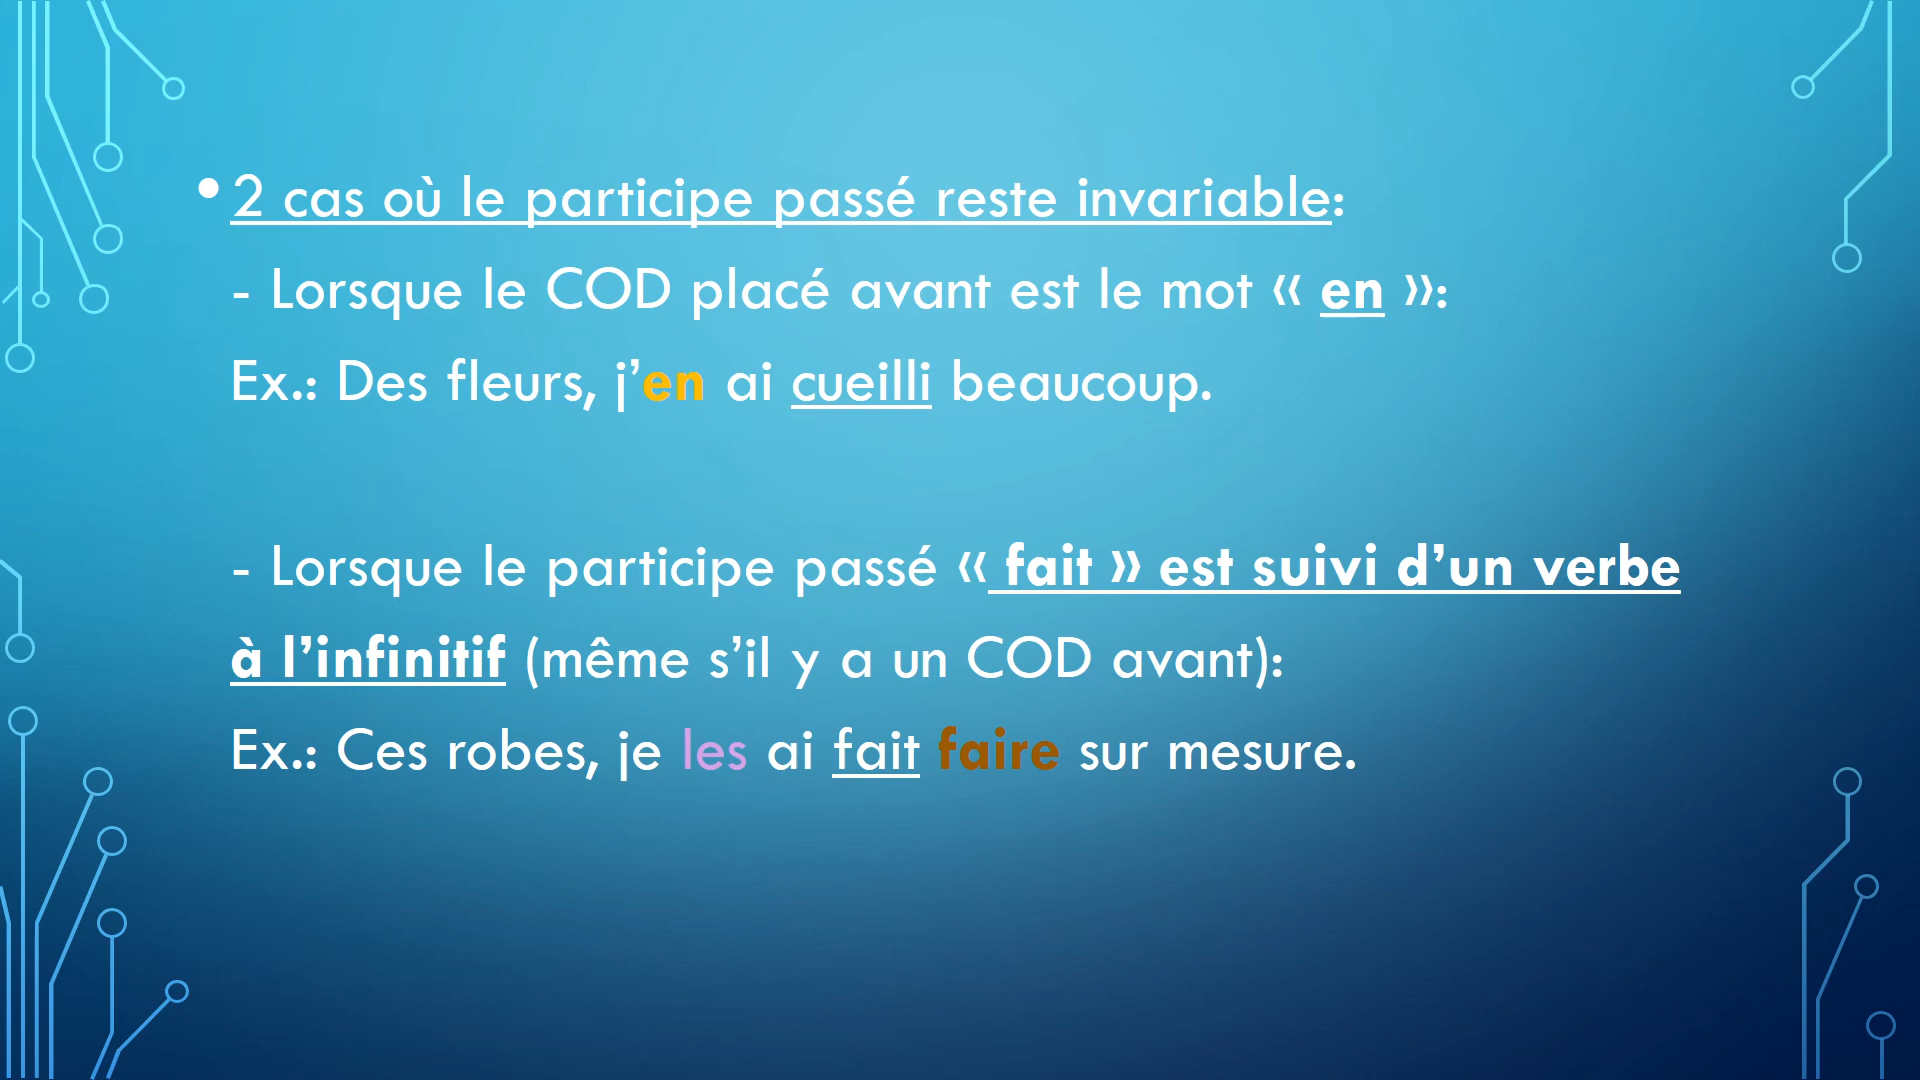 • 2 cas où le participe passé reste invariable:
- Lorsque le COD placé avant est le mot « en »:
Ex.: Des fleurs, j’en ai cueilli beaucoup.
- Lorsque le participe passé « fait » est suivi d’un verbe
à l’infinitif (même s’il y a un COD avant):
Ex.: Ces robes, je les ai fait faire sur mesure.